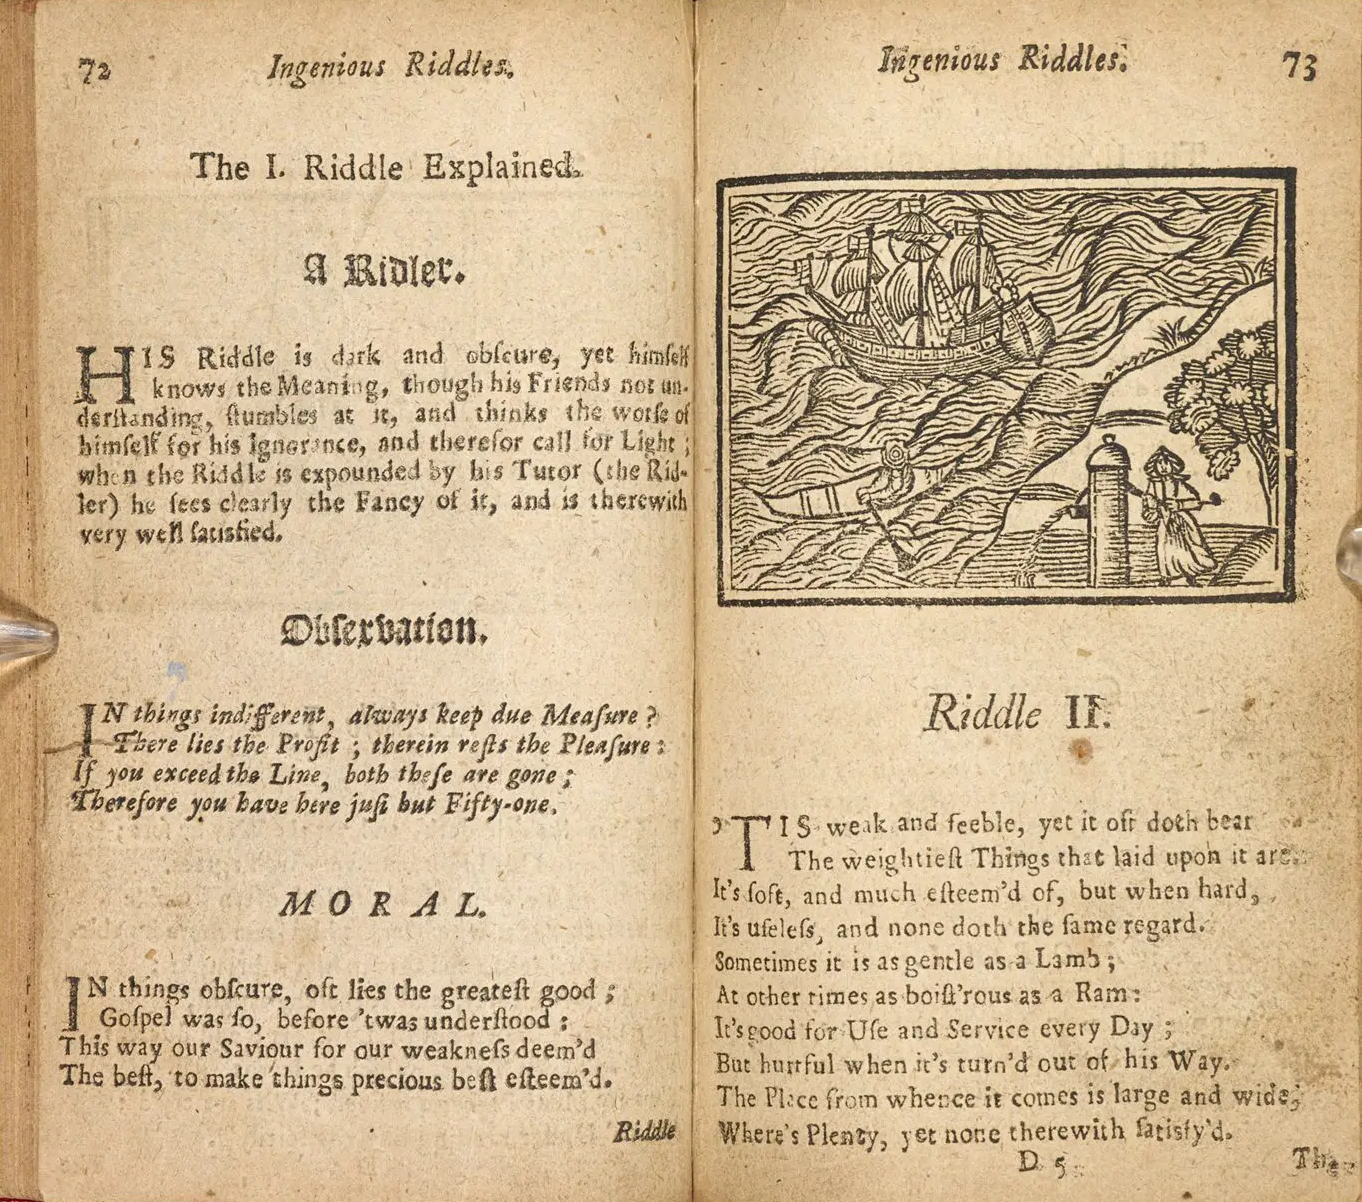 72
Ingenious Riddles.
The I. Riddle Explained.
A Ridler.
HIS Riddle is dark and obſcure, yet himſelf
knows the Meaning, though his Friends not un-
derſtanding, ſtumbles at it, and thinks the worſe of
himſelf for his Ignorance, and therefor call for Light;
when the Riddle is expounded by his Tutor (the Rid-
ler) he ſees clearly the Fancy of it, and is therewith
very well ſatisfied.
Obſervation.
IN things indifferent, always keep due Meaſure?
There lies the Profit; therein reſts the Pleaſure:
If you exceed the Line, both theſe are gone;
Therefore you have here juſt but Fifty-one.
MORAL.
IN things obſcure, oft lies the greateſt good;
Goſpel was ſo, before 'twas underſtood:
This way our Saviour for our weakneſs deem'd
The beſt, to make things precious beſt eſteem'd.
Riddle
Ingenious Riddles.
73
Riddle II.
'TIS weak and feeble, yet it oft doth bear
The weightieſt Things that laid upon it are.
It's ſoft, and much eſteem'd of, but when hard,
It's uſeleſs, and none doth the ſame regard.
Sometimes it is as gentle as a Lamb;
At other times as boiſt'rous as a Ram:
It's good for Uſe and Service every Day;
But hurtful when it's turn'd out of his Way.
The Place from whence it comes is large and wide,
Where's Plenty, yet none therewith ſatisfy'd.
D 5
The